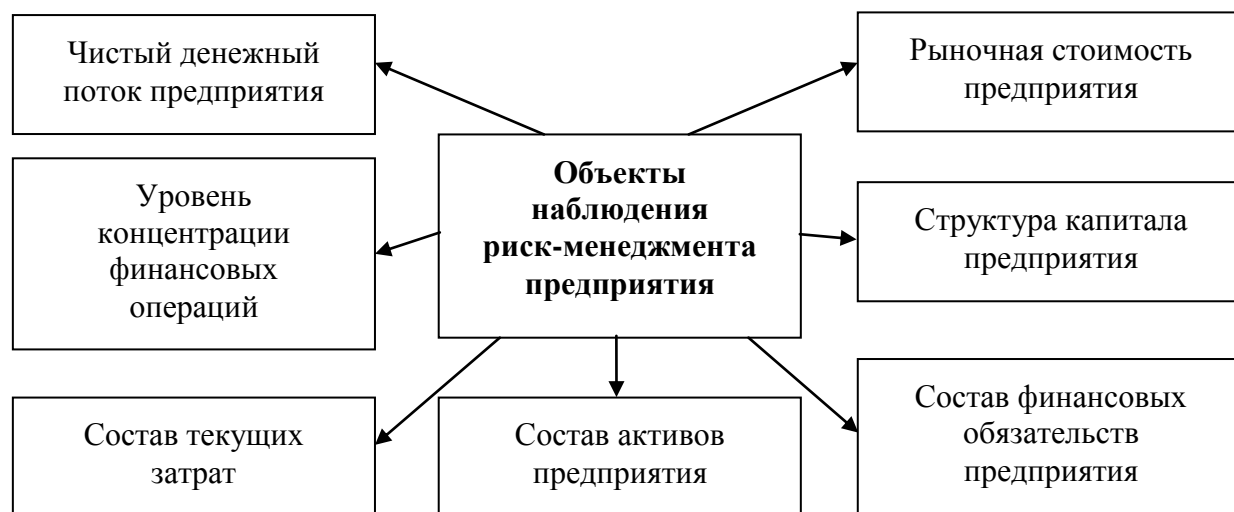 Чистый денежный
поток предприятия
Рыночная стоимость
предприятия
Объекты
наблюдения
риск-менеджмента
предприятия
Уровень
концентрации
финансовых
операций
Структура капитала
предприятия
Состав текущих
затрат
Состав активов
предприятия
Состав финансовых
обязательств
предприятия